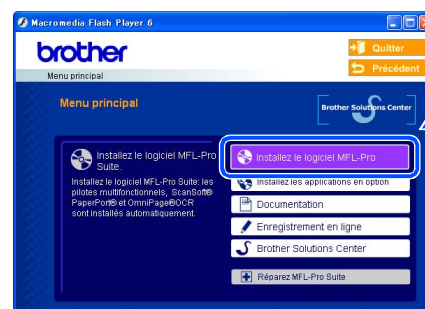 Macromedia Flash Player 6
brother
Quitter
Précédent
Menu principal
Menu principal
Brother Solutions Center
Installez le logiciel MFL-Pro
Suite.
Installez le logiciel MFL-Pro Suite: les
pilotes multifonctionnels, ScanSoft®
PaperPort® et OmniPage®OCR
sont installés automatiquement.
Installez le logiciel MFL-Pro
Installez les applications en option
Documentation
Enregistrement en ligne
Brother Solutions Center
Réparez MFL-Pro Suite